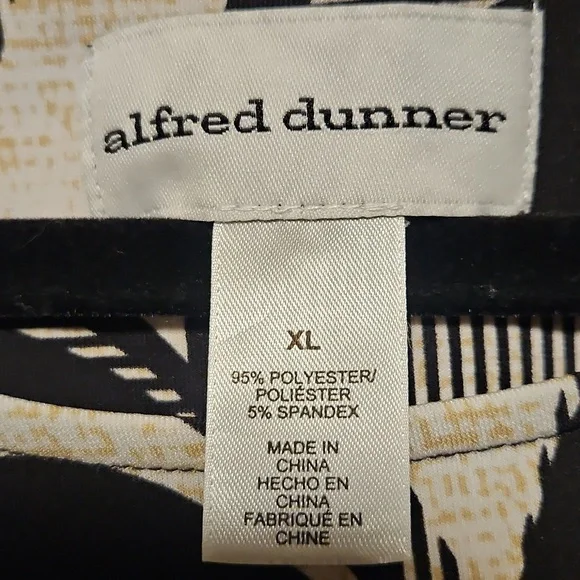 alfred dunner
XL
95% POLYESTER/
POLIÉSTER
5% SPANDEX
MADE IN
CHINA
HECHO EN
CHINA
FABRIQUÉ EN
CHINE